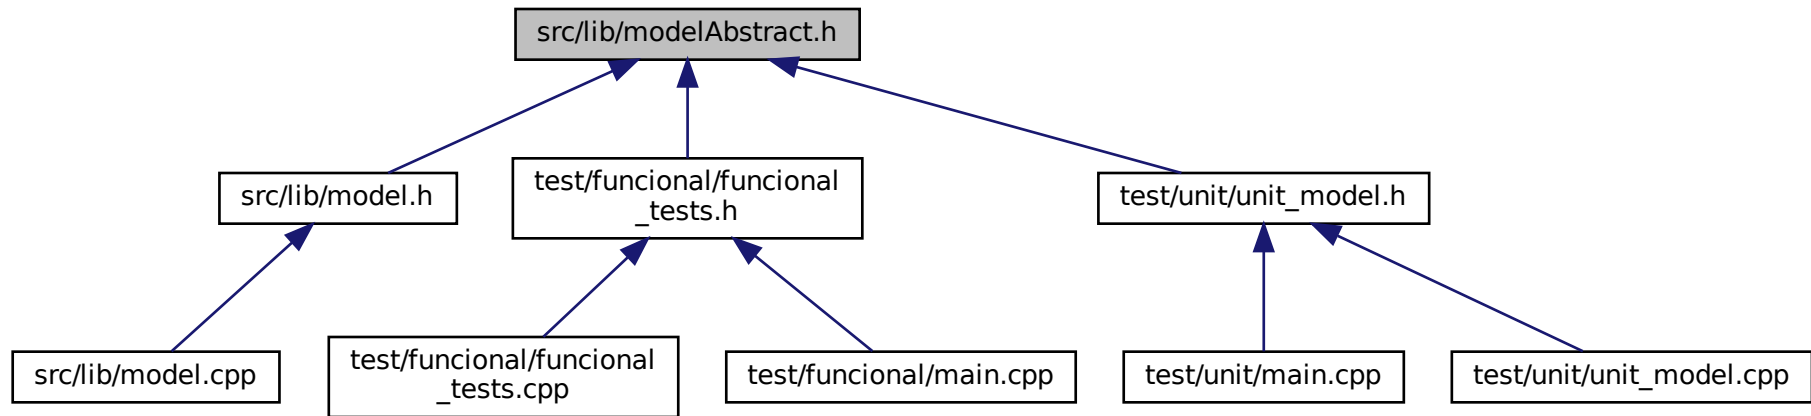 src/lib/modelAbstract.h
src/lib/model.h
test/funcional/funcional
_tests.h
test/unit/unit_model.h
src/lib/model.cpp
test/funcional/funcional
_tests.cpp
test/funcional/main.cpp
test/unit/main.cpp
test/unit/unit_model.cpp